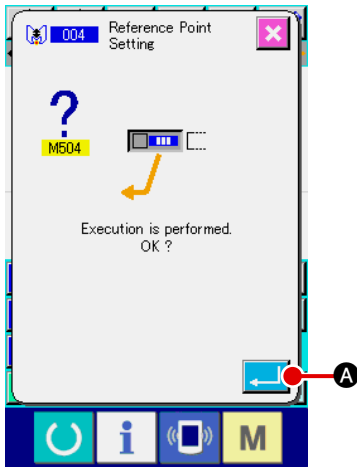 004
Reference Point
Setting
?
M504
Execution is performed.
OK ?
A
i
M